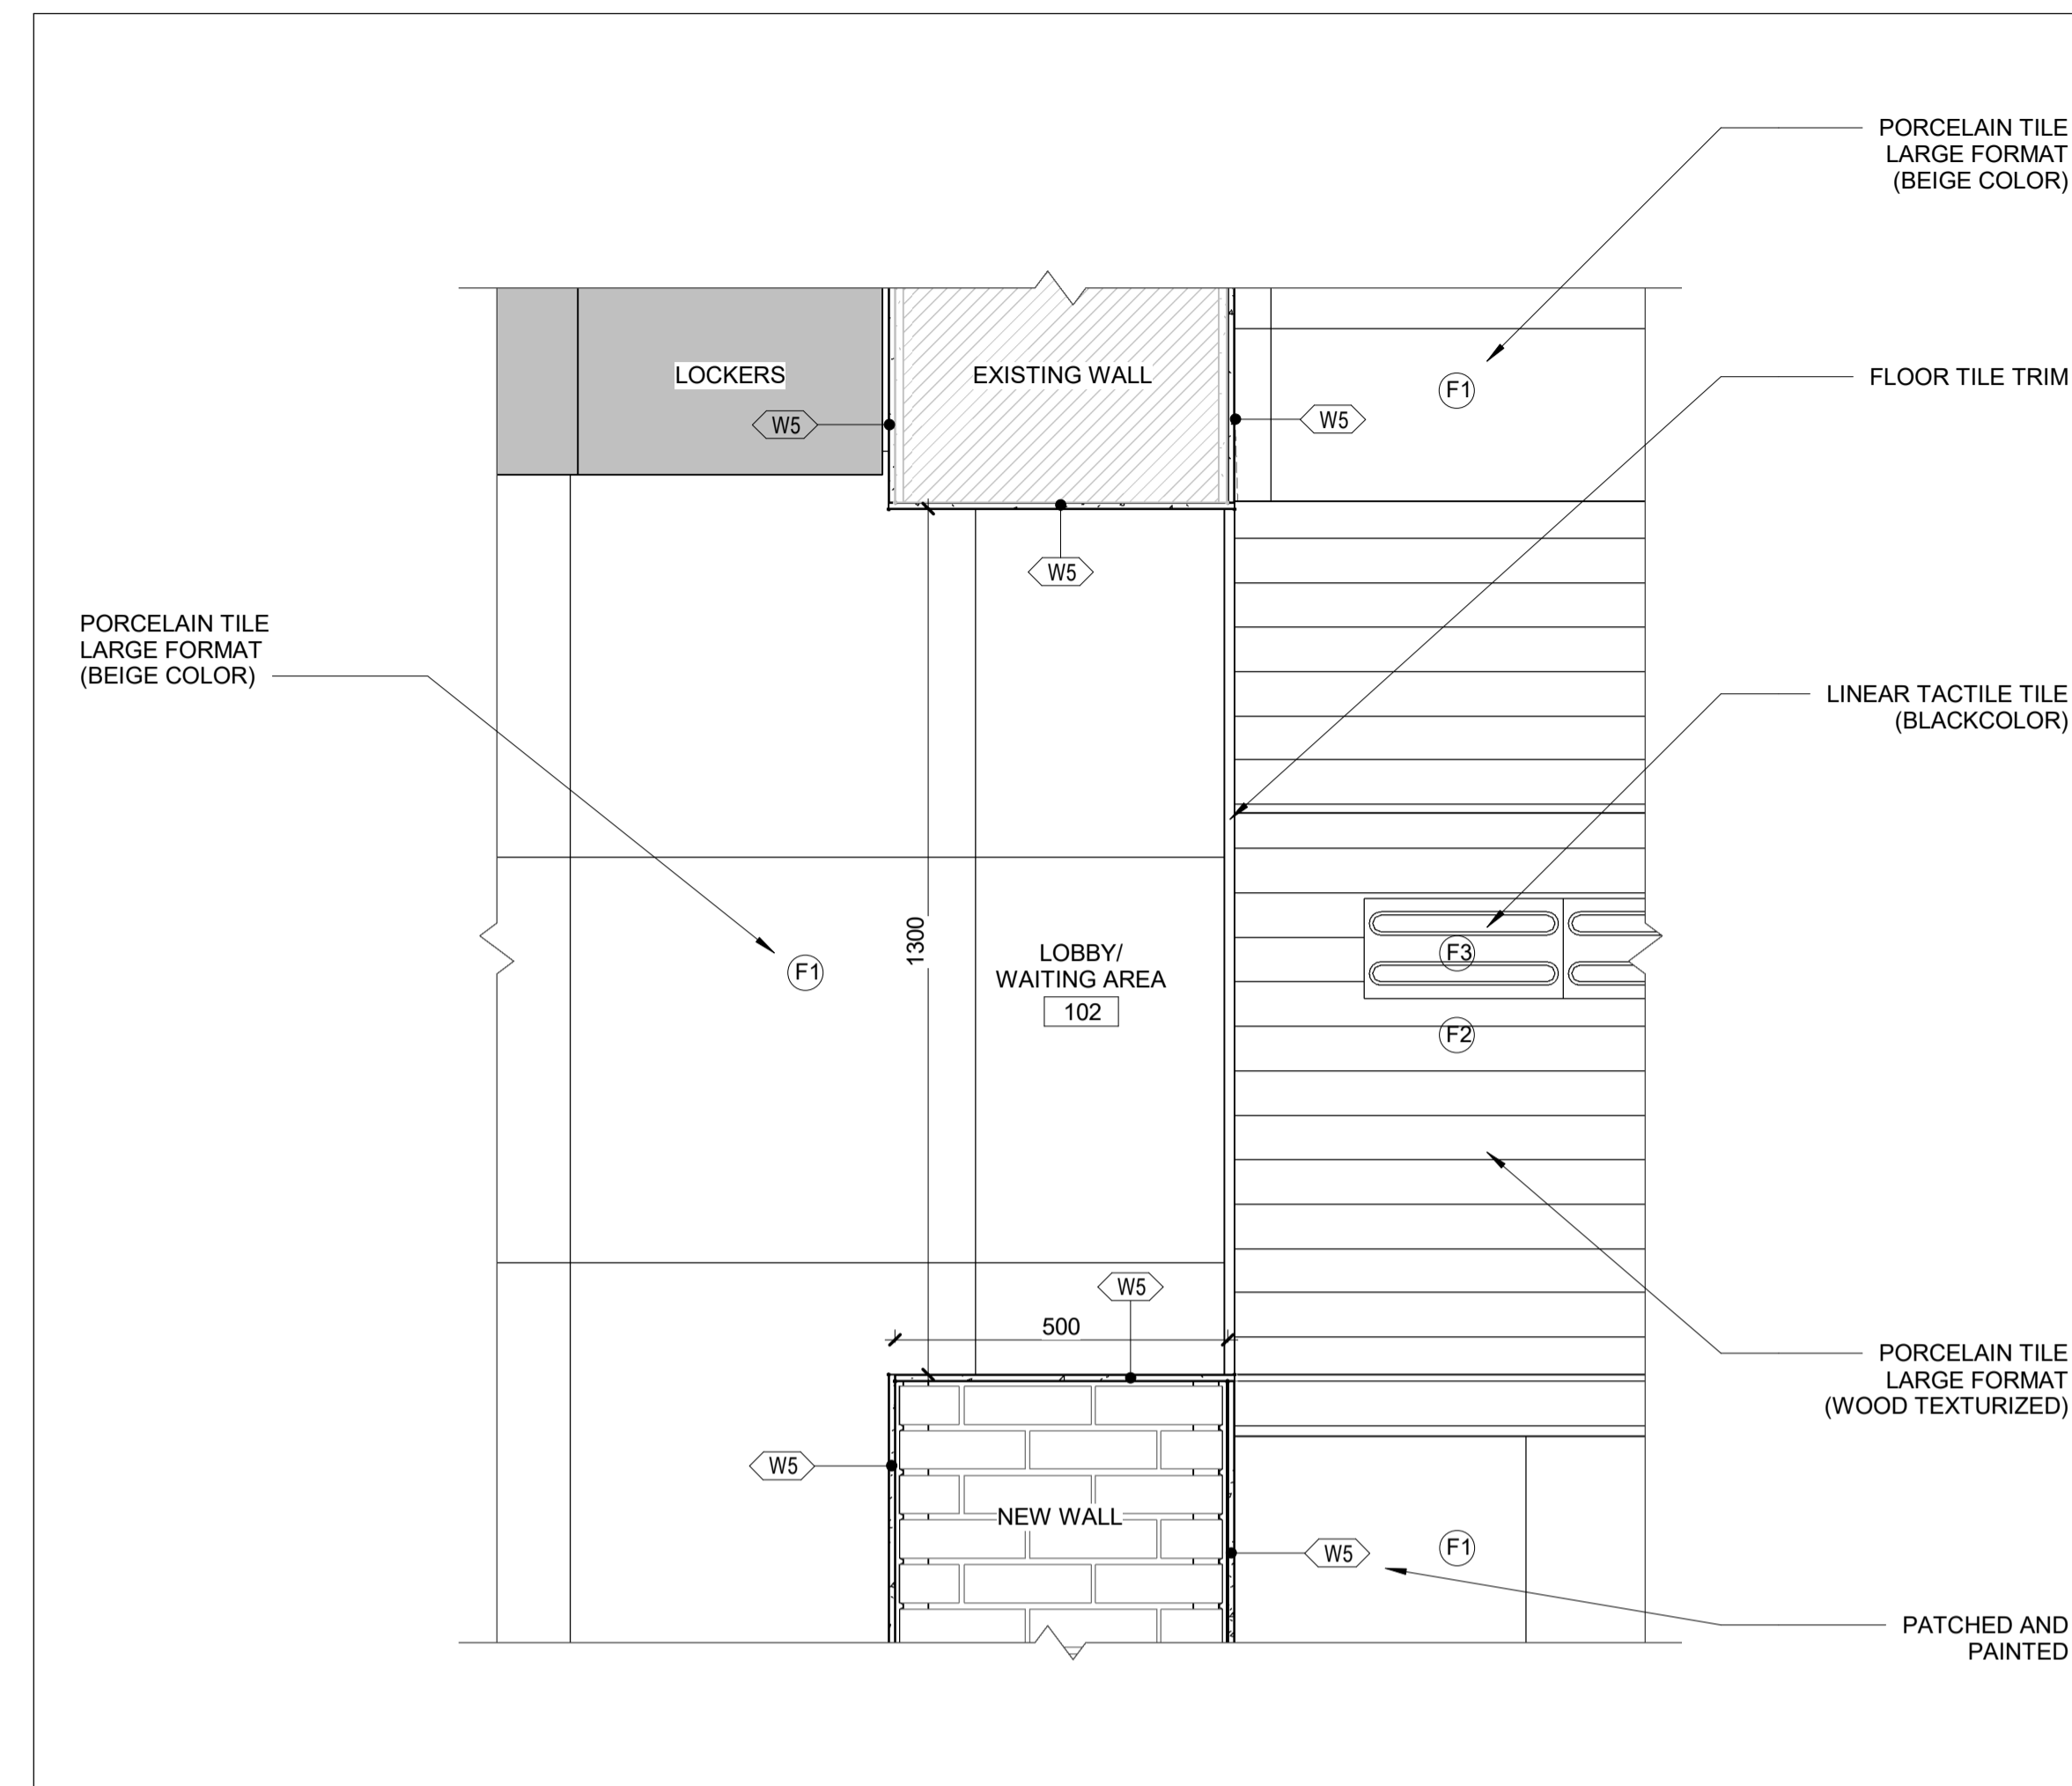 PORCELAIN TILE
LARGE FORMAT
(BEIGE COLOR)
LOCKERS
EXISTING WALL
FLOOR TILE TRIM
F1
W5
W5
W5
PORCELAIN TILE
LARGE FORMAT
(BEIGE COLOR)
LINEAR TACTILE TILE
(BLACKCOLOR)
1300
LOBBY/
WAITING AREA
102
F1
F3
F2
W5
500
PORCELAIN TILE
LARGE FORMAT
(WOOD TEXTURIZED)
W5
NEW WALL
W5
F1
PATCHED AND
PAINTED